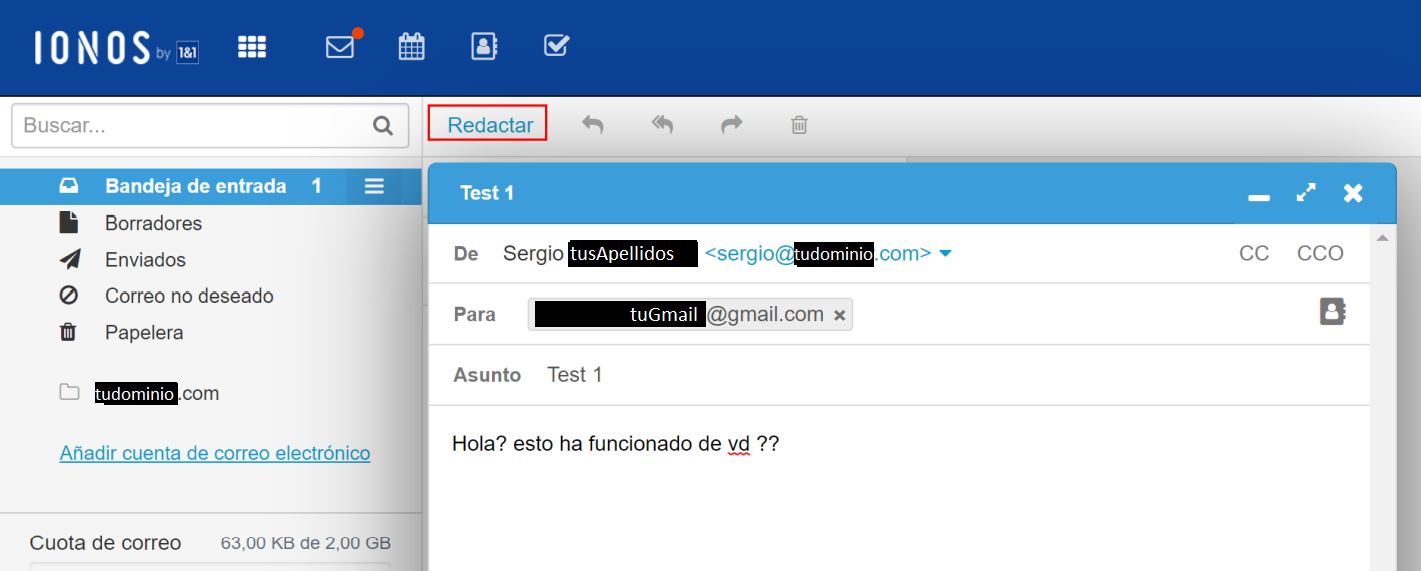 IONOS by 1&1
Buscar...
Redactar
Bandeja de entrada 1
Borradores
Enviados
Correo no deseado
Papelera
tudominio.com
Añadir cuenta de correo electrónico
Cuota de correo 63,00 KB de 2,00 GB
Test 1
De Sergio tusApellidos <sergio@tudominio.com> CC CCO
Para tuGmail@gmail.com
Asunto Test 1
Hola? esto ha funcionado de vd ??